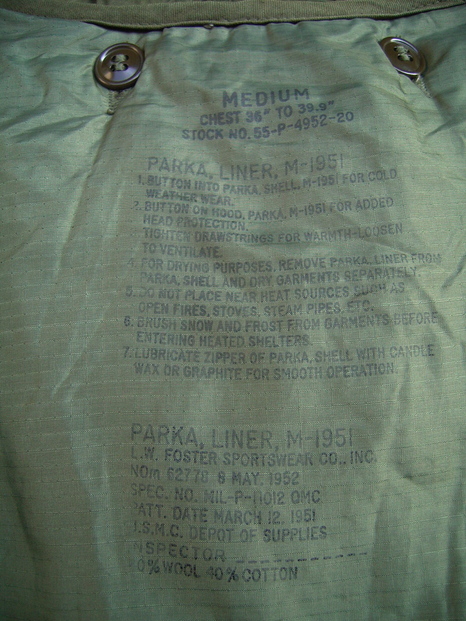 MEDIUM
CHEST 36" TO 39.9"
STOCK NO. 55-P-4952-20
PARKA, LINER, M-1951
1. BUTTON INTO PARKA, SHELL, M-1951 FOR COLD
WEATHER WEAR.
2. BUTTON ON HOOD, PARKA, M-1951 FOR ADDED
HEAD PROTECTION.
TIGHTEN DRAWSTRINGS FOR WARMTH-LOOSEN
TO VENTILATE.
4. FOR DRYING PURPOSES, REMOVE PARKA, LINER FROM
PARKA, SHELL AND DRY GARMENTS SEPARATELY.
5. DO NOT PLACE NEAR HEAT SOURCES SUCH AS
OPEN FIRES, STOVES, STEAM PIPES, ETC.
6. BRUSH SNOW AND FROST FROM GARMENTS BEFORE
ENTERING HEATED SHELTERS.
7. LUBRICATE ZIPPER OF PARKA, SHELL WITH CANDLE
WAX OR GRAPHITE FOR SMOOTH OPERATION.
PARKA, LINER, M-1951
L.W. FOSTER SPORTSWEAR CO., INC.
NOm 62778 8 MAY. 1952
SPEC. NO. MIL-P-11012 QMC
PATT. DATE MARCH 12, 1951
U.S.M.C. DEPOT OF SUPPLIES
INSPECTOR
WOOL 40% COTTON